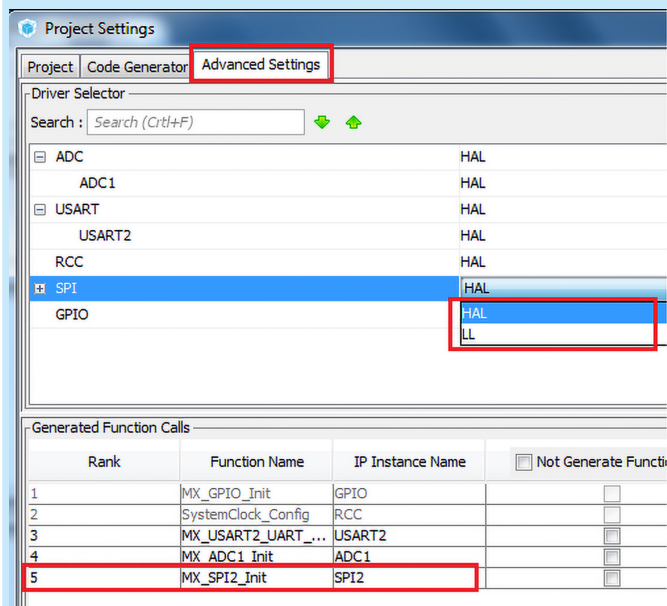 Project Settings
Project Code Generator Advanced Settings
Driver Selector
Search : Search (Crtl+F)
ADC HAL
ADC1 HAL
USART HAL
USART2 HAL
RCC HAL
SPI HAL
GPIO HAL
LL
Generated Function Calls
Rank Function Name IP Instance Name Not Generate Functi
1 MX_GPIO_Init GPIO
2 SystemClock_Config RCC
3 MX_USART2_UART_... USART2
4 MX_ADC1_Init ADC1
5 MX_SPI2_Init SPI2